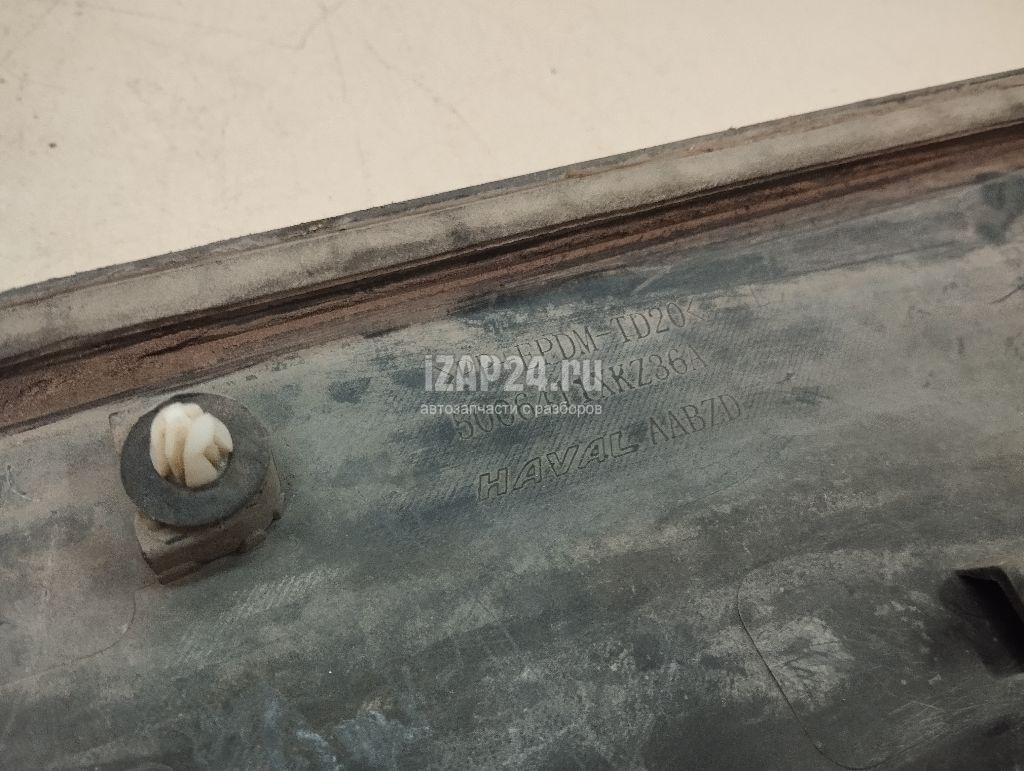 EPDM-TD20<
iZAP24.ru
автозапчасти с разборов
HAVAL AABZD